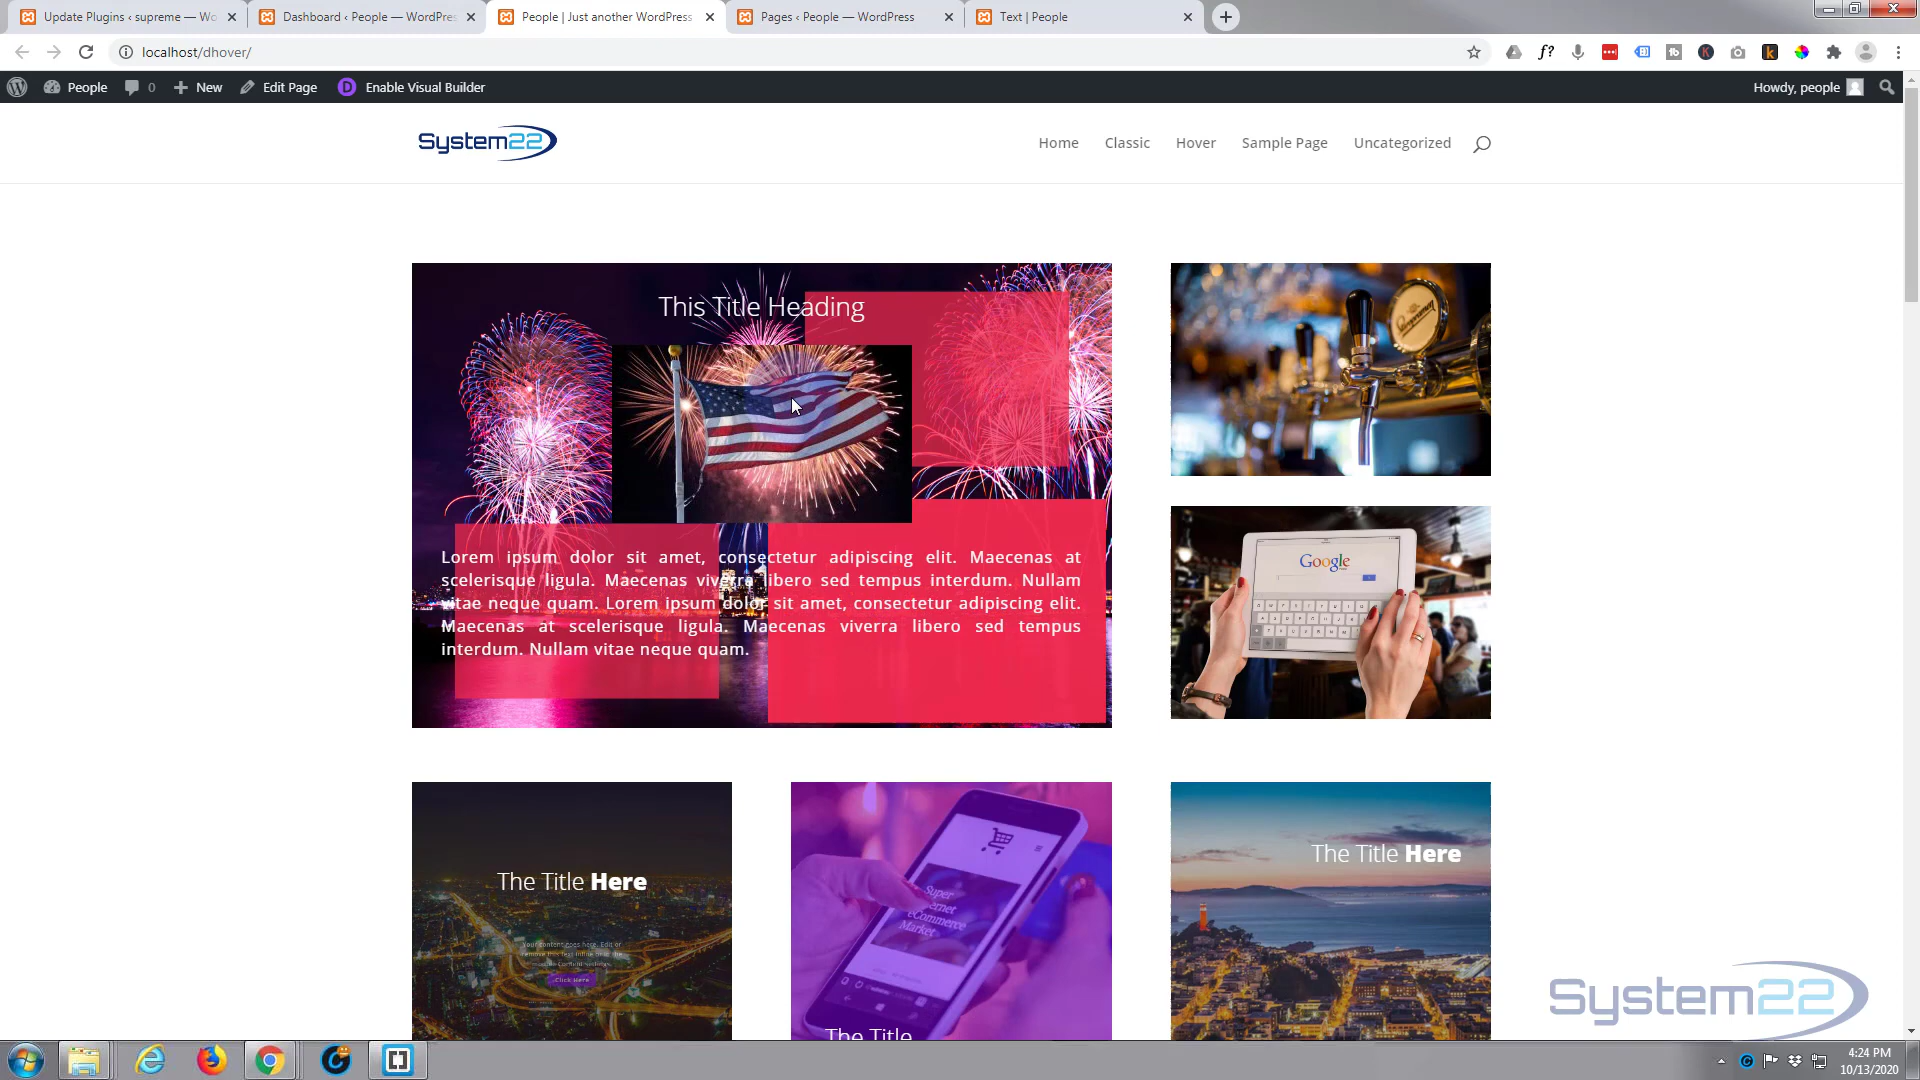 Update Plugins ‹ supreme — Wo
Dashboard ‹ People — WordPres
People | Just another WordPress
Pages ‹ People — WordPress
Text | People
localhost/dhover/
f?
People
0
New
Edit Page
D
Enable Visual Builder
Howdy, people
System22
Home
Classic
Hover
Sample Page
Uncategorized
This Title Heading
Lorem ipsum dolor sit amet, consectetur adipiscing elit. Maecenas at
scelerisque ligula. Maecenas viverra libero sed tempus interdum. Nullam
vitae neque quam. Lorem ipsum dolor sit amet, consectetur adipiscing elit.
Maecenas at scelerisque ligula. Maecenas viverra libero sed tempus
interdum. Nullam vitae neque quam.
Google
The Title Here
Your content goes here. Edit or
remove this text inline or in the
module Content settings.
Click Here
Super
eCommerce
Market
The Title
The Title Here
System22
4:24 PM
10/13/2020